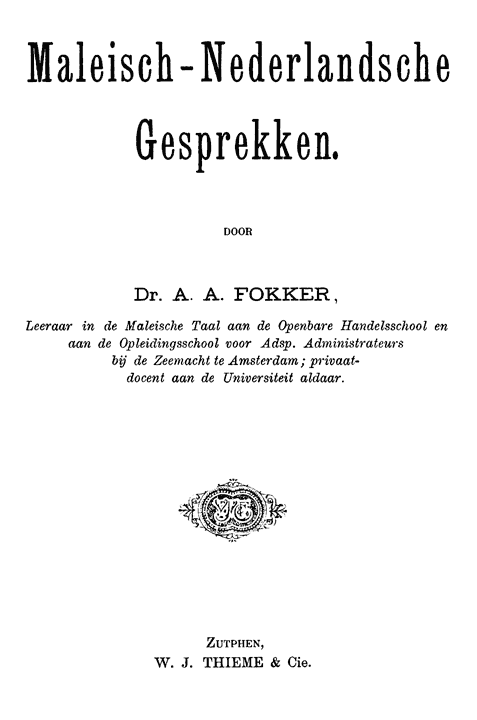 Maleisch-Nederlandsche
Gesprekken.
DOOR
Dr. A. A. FOKKER,
Leeraar in de Maleische Taal aan de Openbare Handelsschool en
aan de Opleidingsschool voor Adsp. Administrateurs
bij de Zeemacht te Amsterdam; privaat-
docent aan de Universiteit aldaar.
ZUTPHEN,
W. J. THIEME & Cie.